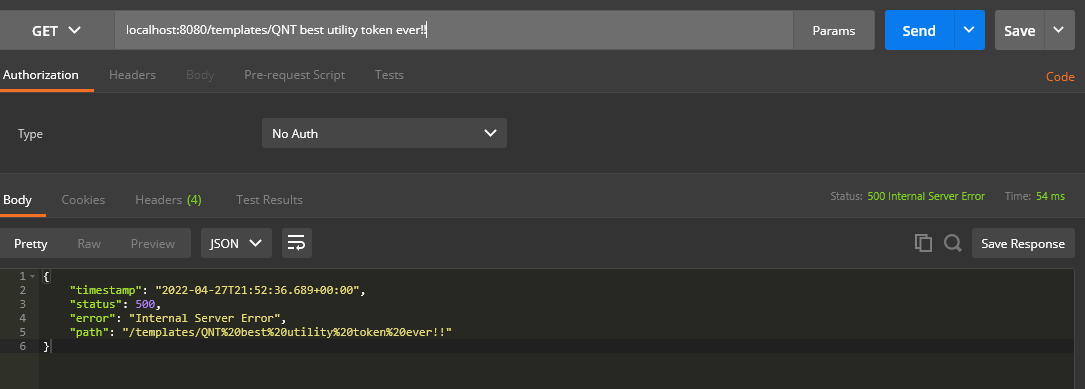 GET localhost:8080/templates/QNT best utility token ever!! Params Send Save
Authorization Headers Body Pre-request Script Tests Code
Type No Auth
Body Cookies Headers (4) Test Results Status: 500 Internal Server Error Time: 54 ms
Pretty Raw Preview JSON Save Response
1 {
2 "timestamp": "2022-04-27T21:52:36.689+00:00",
3 "status": 500,
4 "error": "Internal Server Error",
5 "path": "/templates/QNT%20best%20utility%20token%20ever!!"
6 }